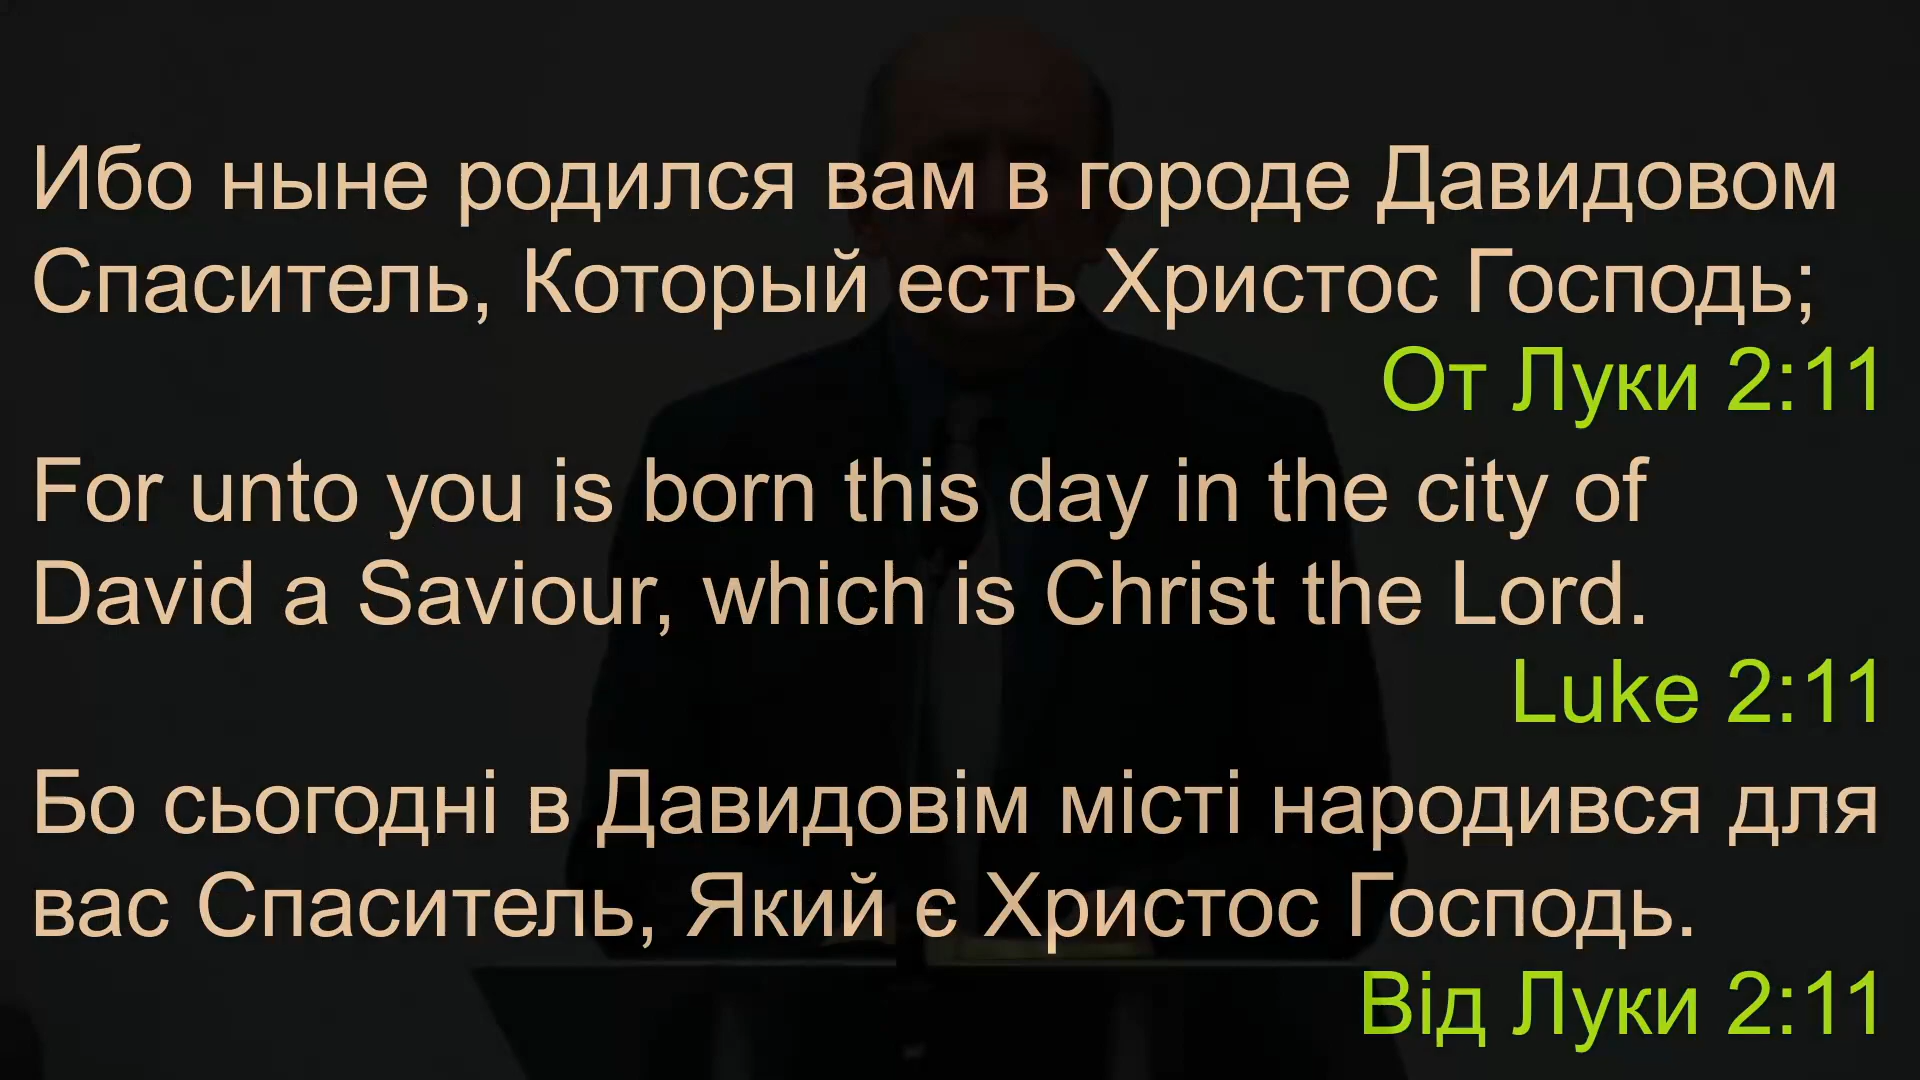 Ибо ныне родился вам в городе Давидовом
Спаситель, Который есть Христос Господь;
От Луки 2:11
For unto you is born this day in the city of
David a Saviour, which is Christ the Lord.
Luke 2:11
Бо сьогодні в Давидовім місті народився для
вас Спаситель, Який є Христос Господь.
Від Луки 2:11